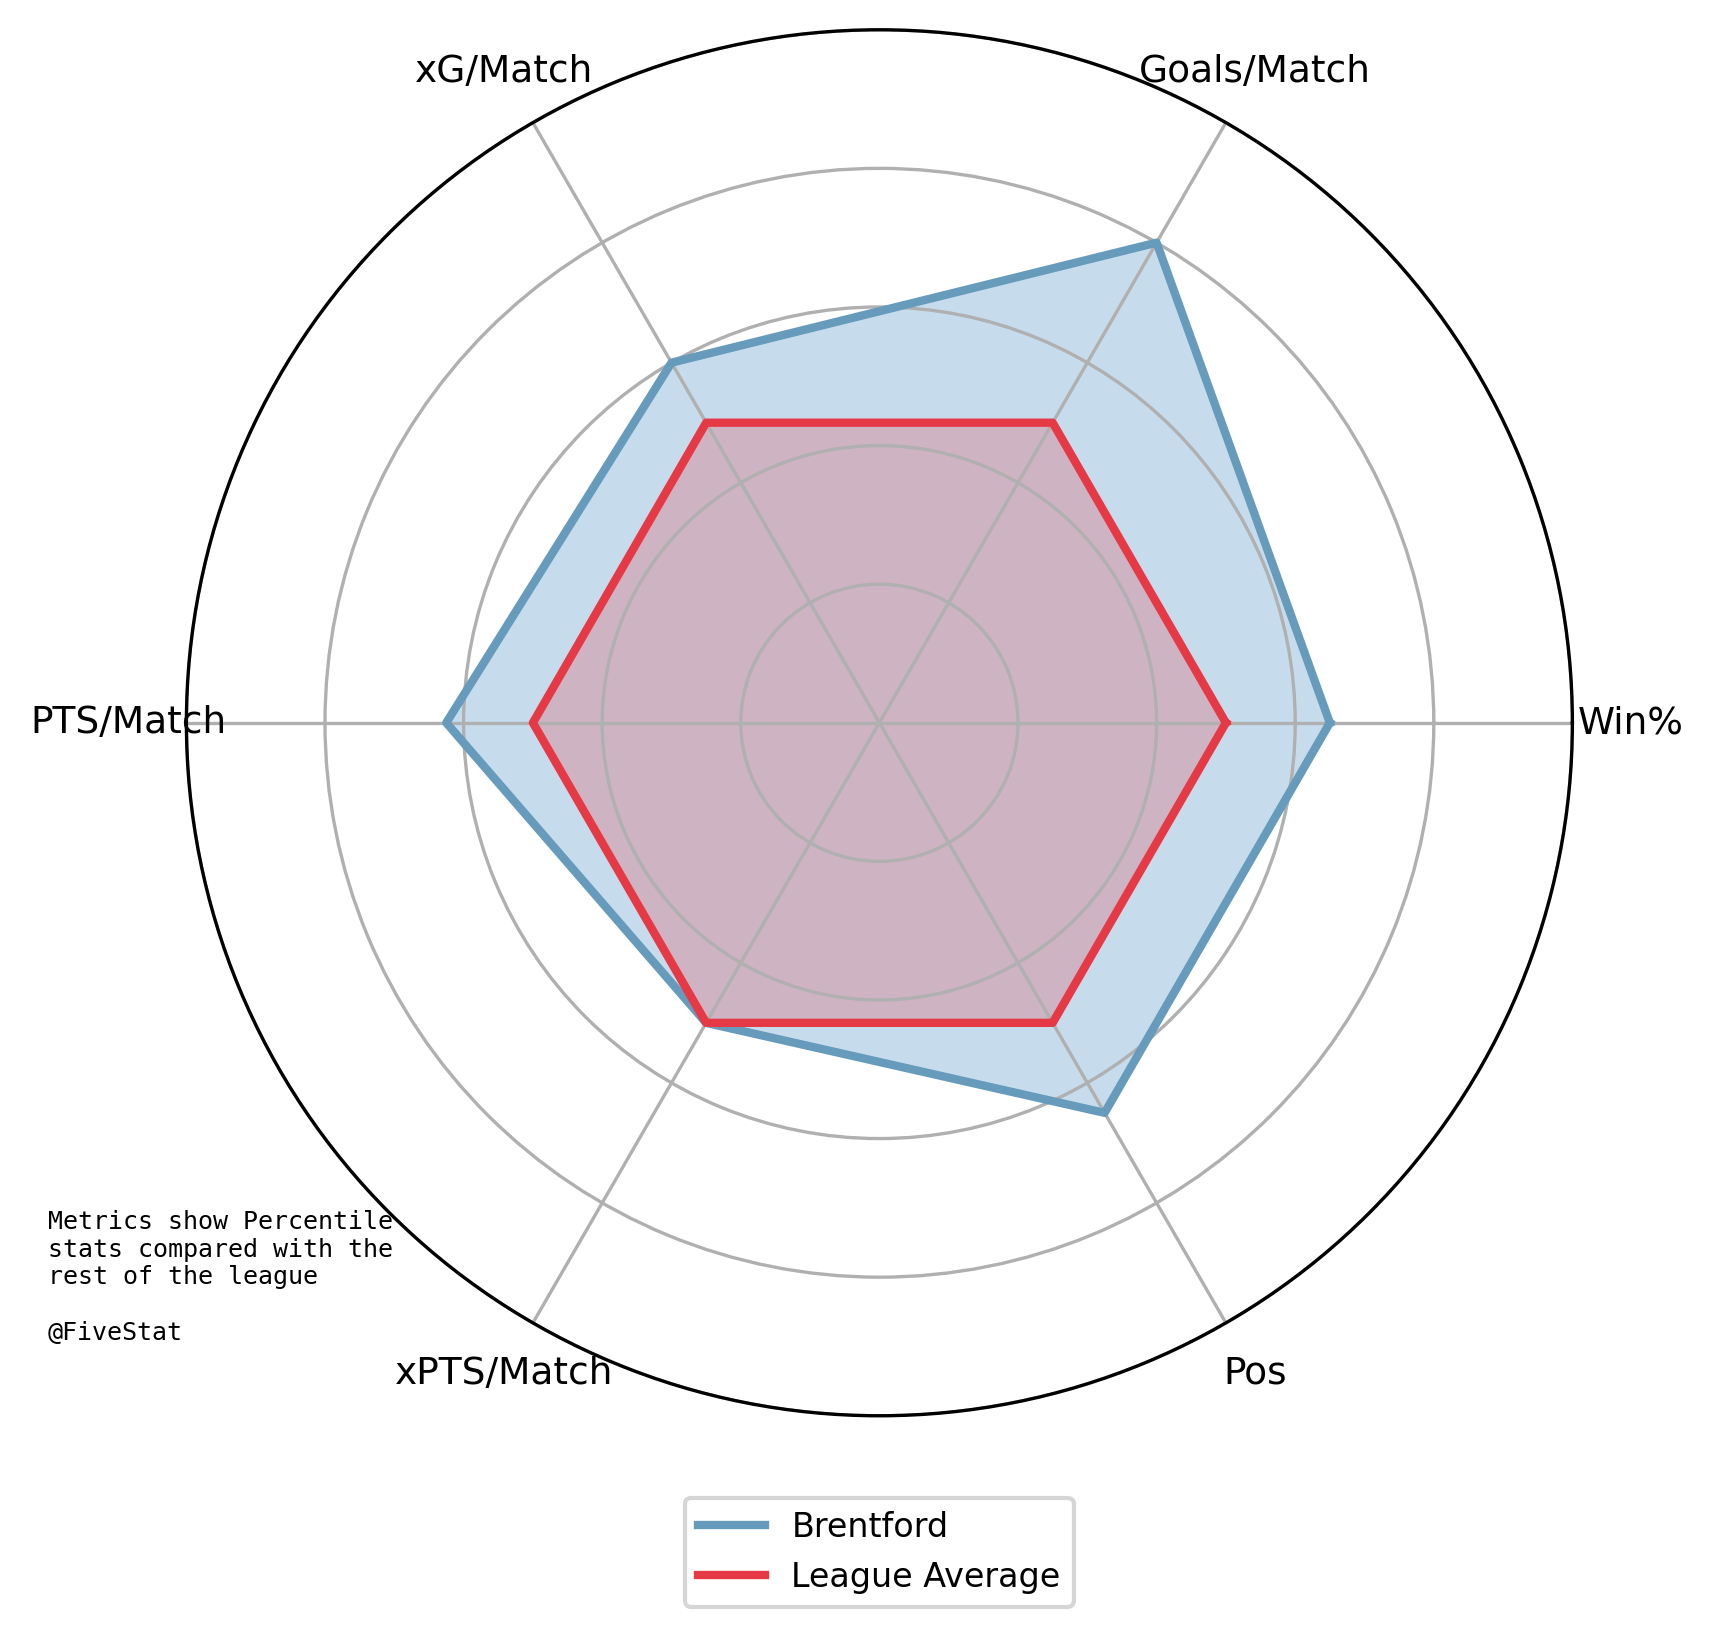 xG/Match
Goals/Match
PTS/Match
Win%
Metrics show Percentile
stats compared with the
rest of the league
@FiveStat
xPTS/Match
Pos
Brentford
League Average